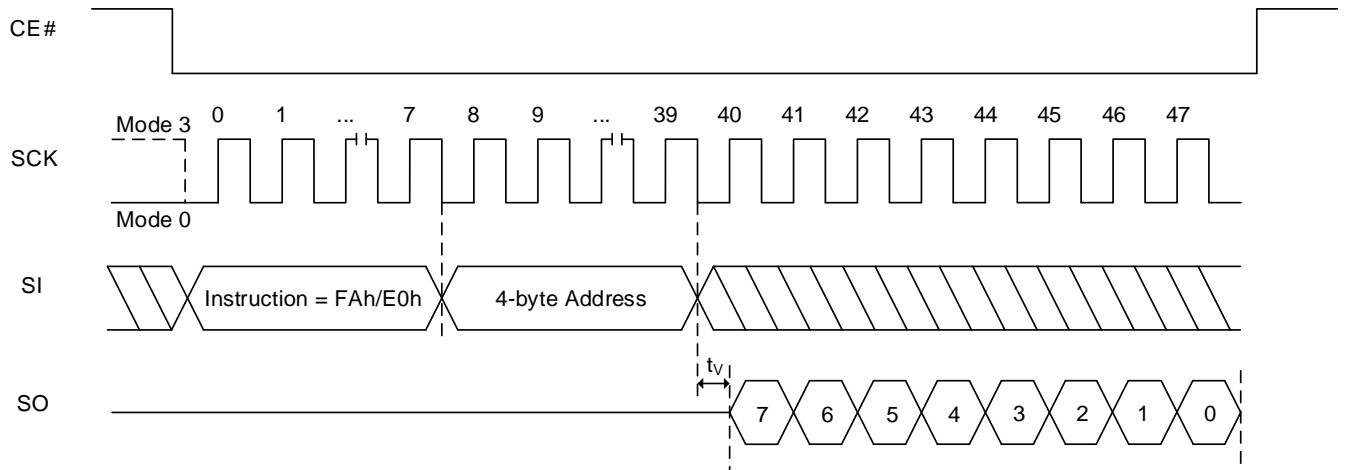 CE#
0 1 ... 7 8 9 ... 39 40 41 42 43 44 45 46 47
Mode 3
SCK
Mode 0
SI
Instruction = FAh/E0h 4-byte Address
tV
SO
7 6 5 4 3 2 1 0